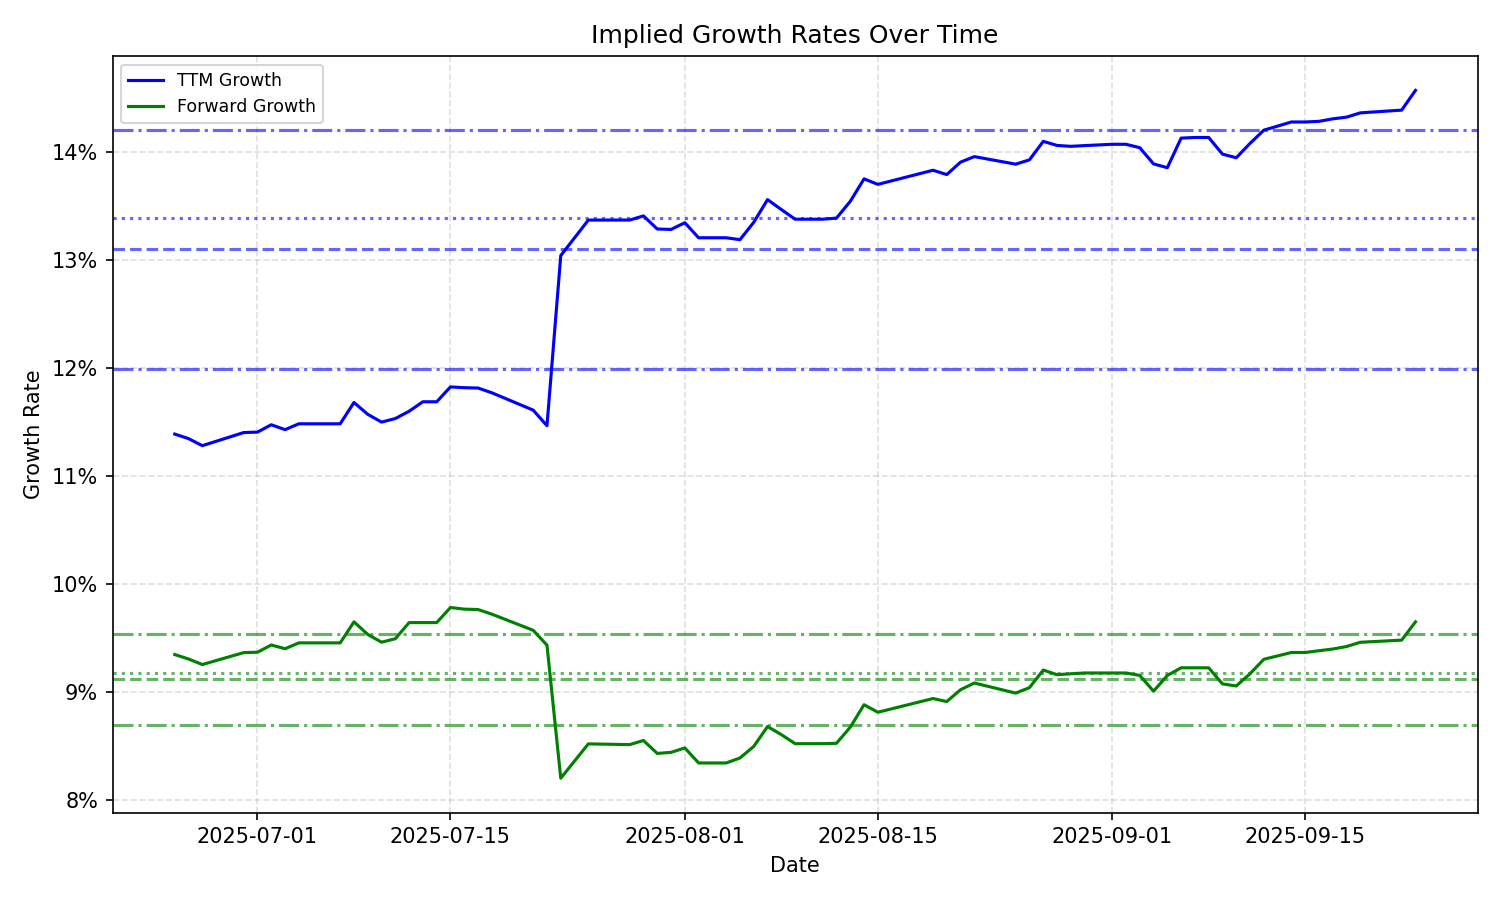 Implied Growth Rates Over Time
TTM Growth
Forward Growth
14%
13%
12%
11%
10%
9%
8%
Growth Rate
2025-07-01
2025-07-15
2025-08-01
2025-08-15
2025-09-01
2025-09-15
Date